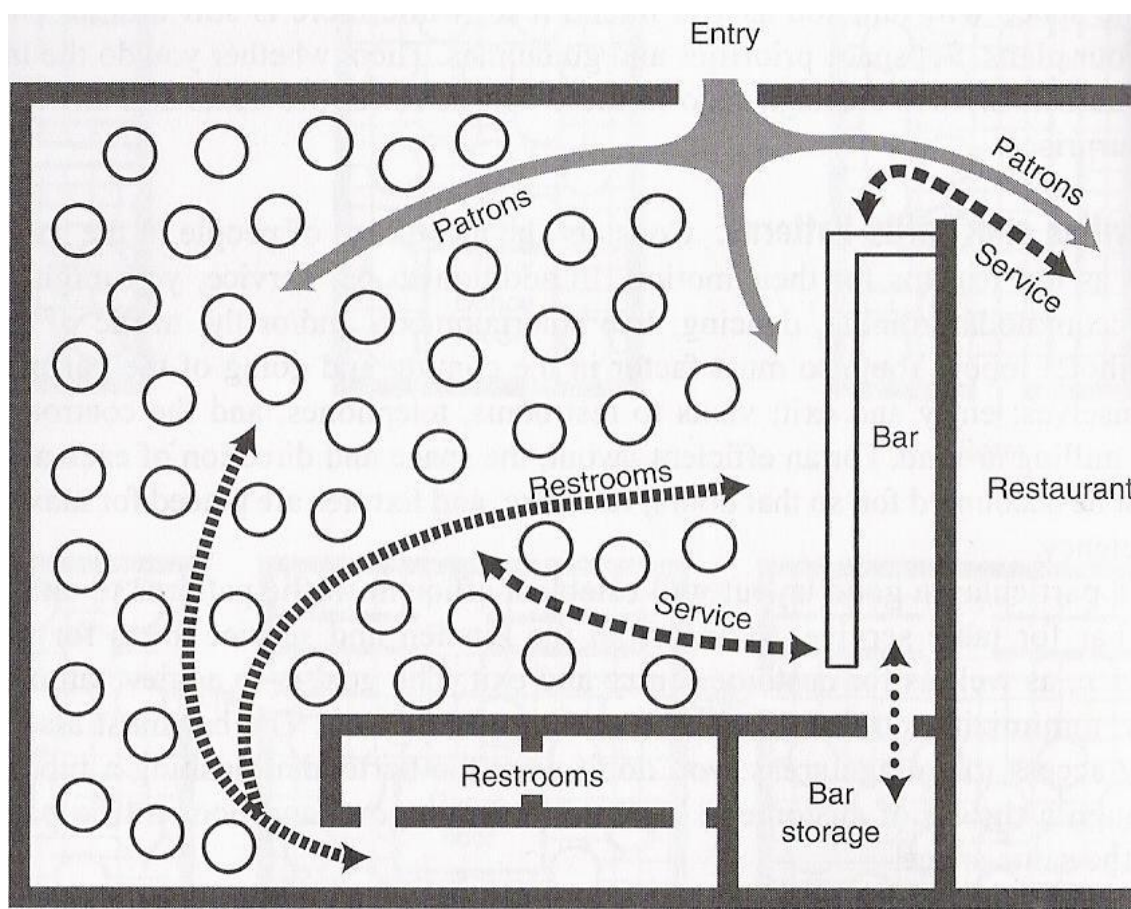 Entry
Patrons
Patrons
Service
Bar
Restaurant
Restrooms
Service
Restrooms
Bar
storage